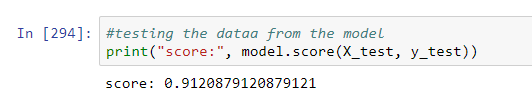 In [294]: #testing the dataa from the model
print("score:", model.score(X_test, y_test))
score: 0.9120879120879121